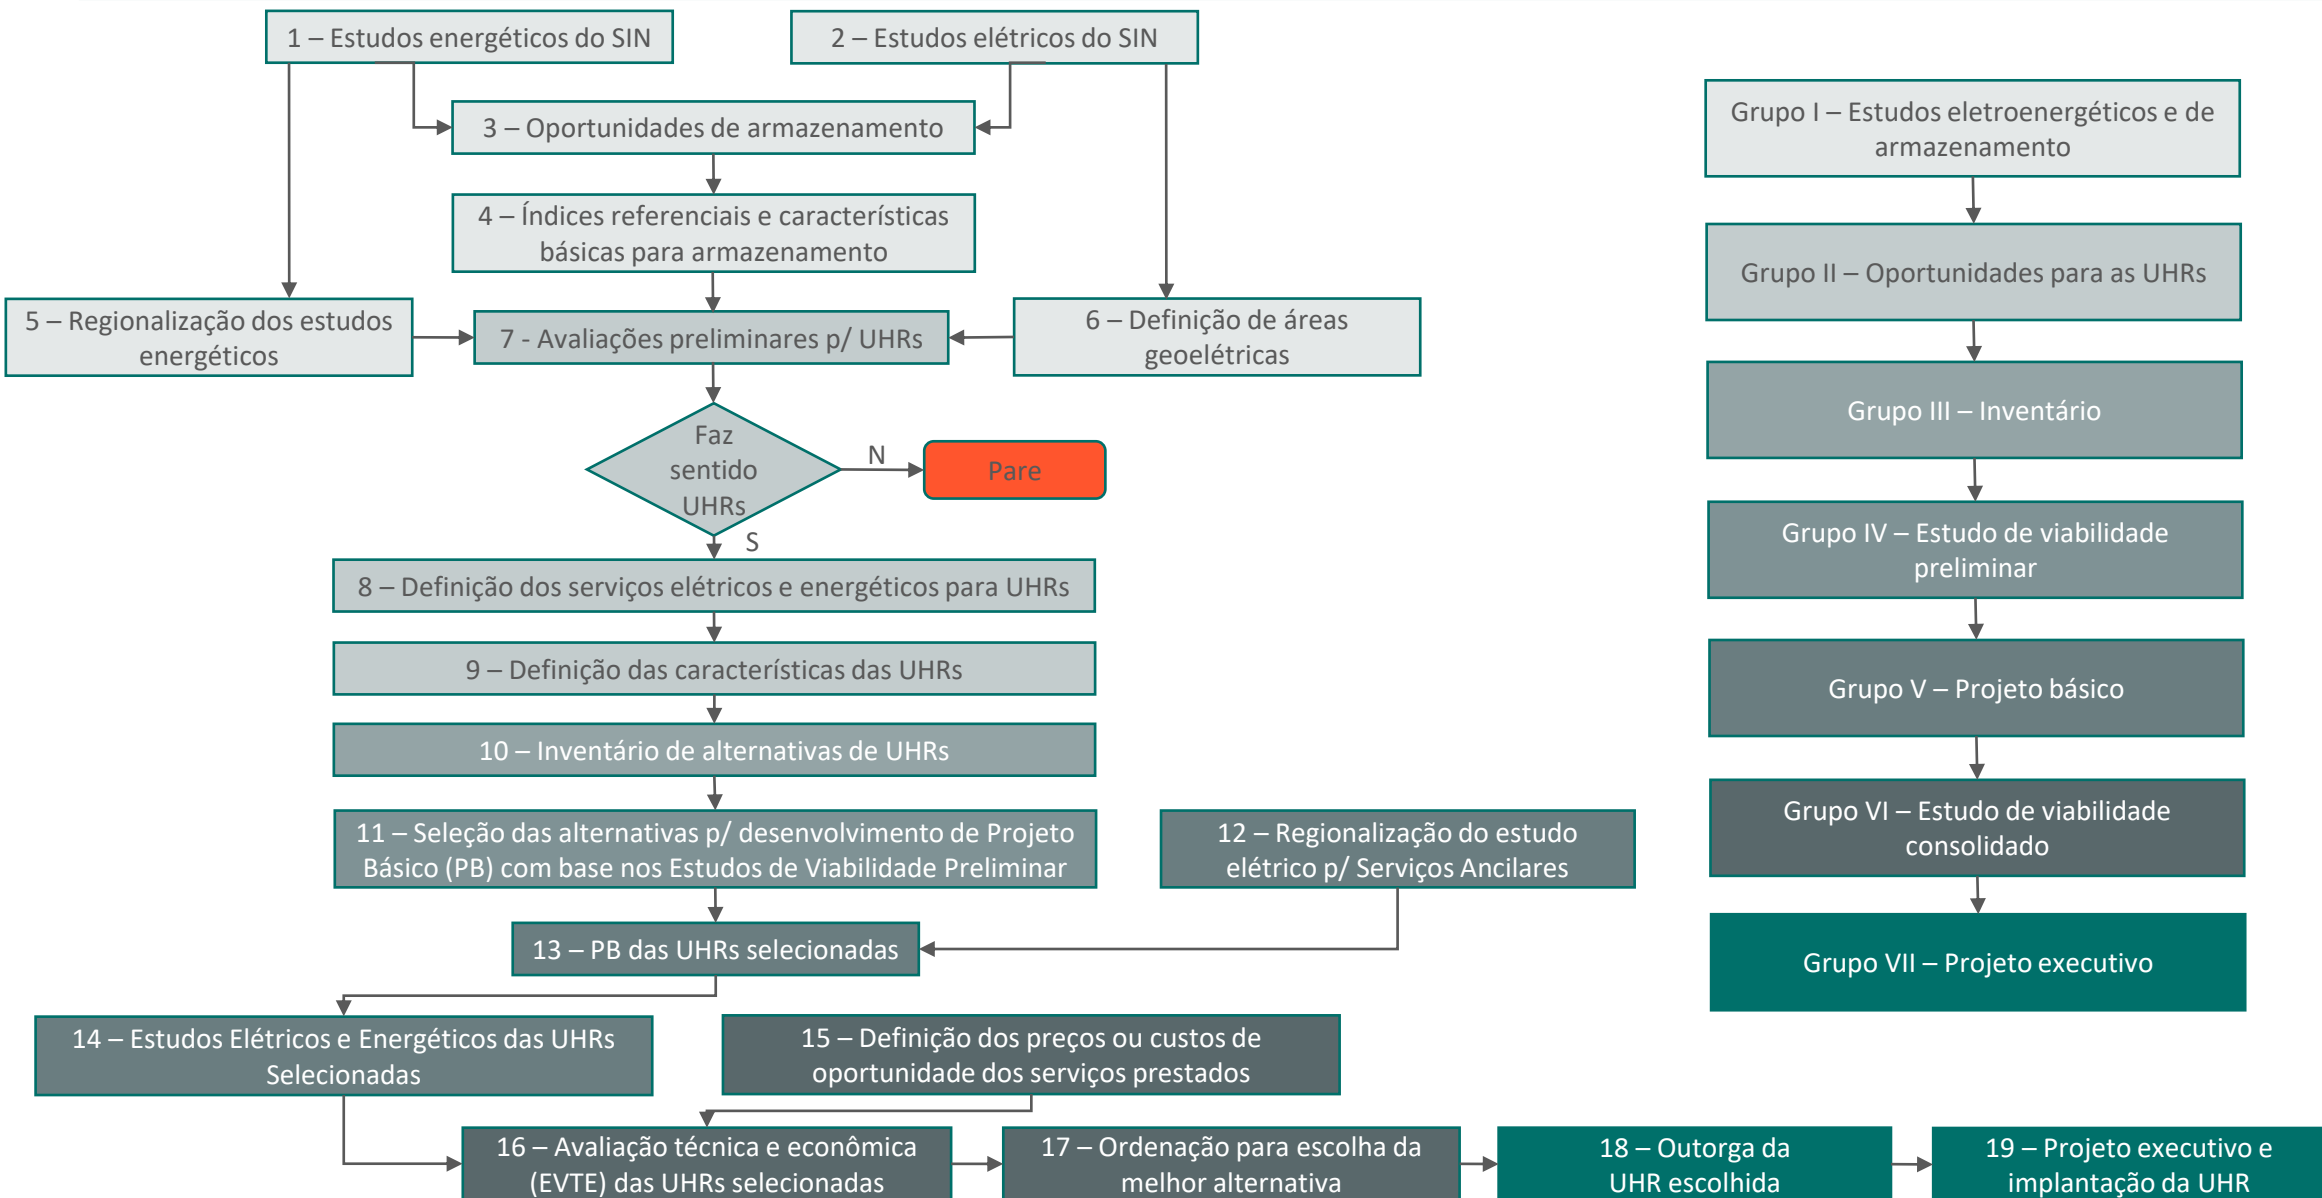 1 – Estudos energéticos do SIN
2 – Estudos elétricos do SIN
3 – Oportunidades de armazenamento
4 – Índices referenciais e características
básicas para armazenamento
5 – Regionalização dos estudos
energéticos
7 - Avaliações preliminares p/ UHRs
6 – Definição de áreas
geoelétricas
Faz
sentido
UHRs
N
Pare
S
8 – Definição dos serviços elétricos e energéticos para UHRs
9 – Definição das características das UHRs
10 – Inventário de alternativas de UHRs
11 – Seleção das alternativas p/ desenvolvimento de Projeto
Básico (PB) com base nos Estudos de Viabilidade Preliminar
12 – Regionalização do estudo
elétrico p/ Serviços Ancilares
13 – PB das UHRs selecionadas
14 – Estudos Elétricos e Energéticos das UHRs
Selecionadas
15 – Definição dos preços ou custos de
oportunidade dos serviços prestados
16 – Avaliação técnica e econômica
(EVTE) das UHRs selecionadas
17 – Ordenação para escolha da
melhor alternativa
18 – Outorga da
UHR escolhida
19 – Projeto executivo e
implantação da UHR
Grupo I – Estudos eletroenergéticos e de
armazenamento
Grupo II – Oportunidades para as UHRs
Grupo III – Inventário
Grupo IV – Estudo de viabilidade
preliminar
Grupo V – Projeto básico
Grupo VI – Estudo de viabilidade
consolidado
Grupo VII – Projeto executivo